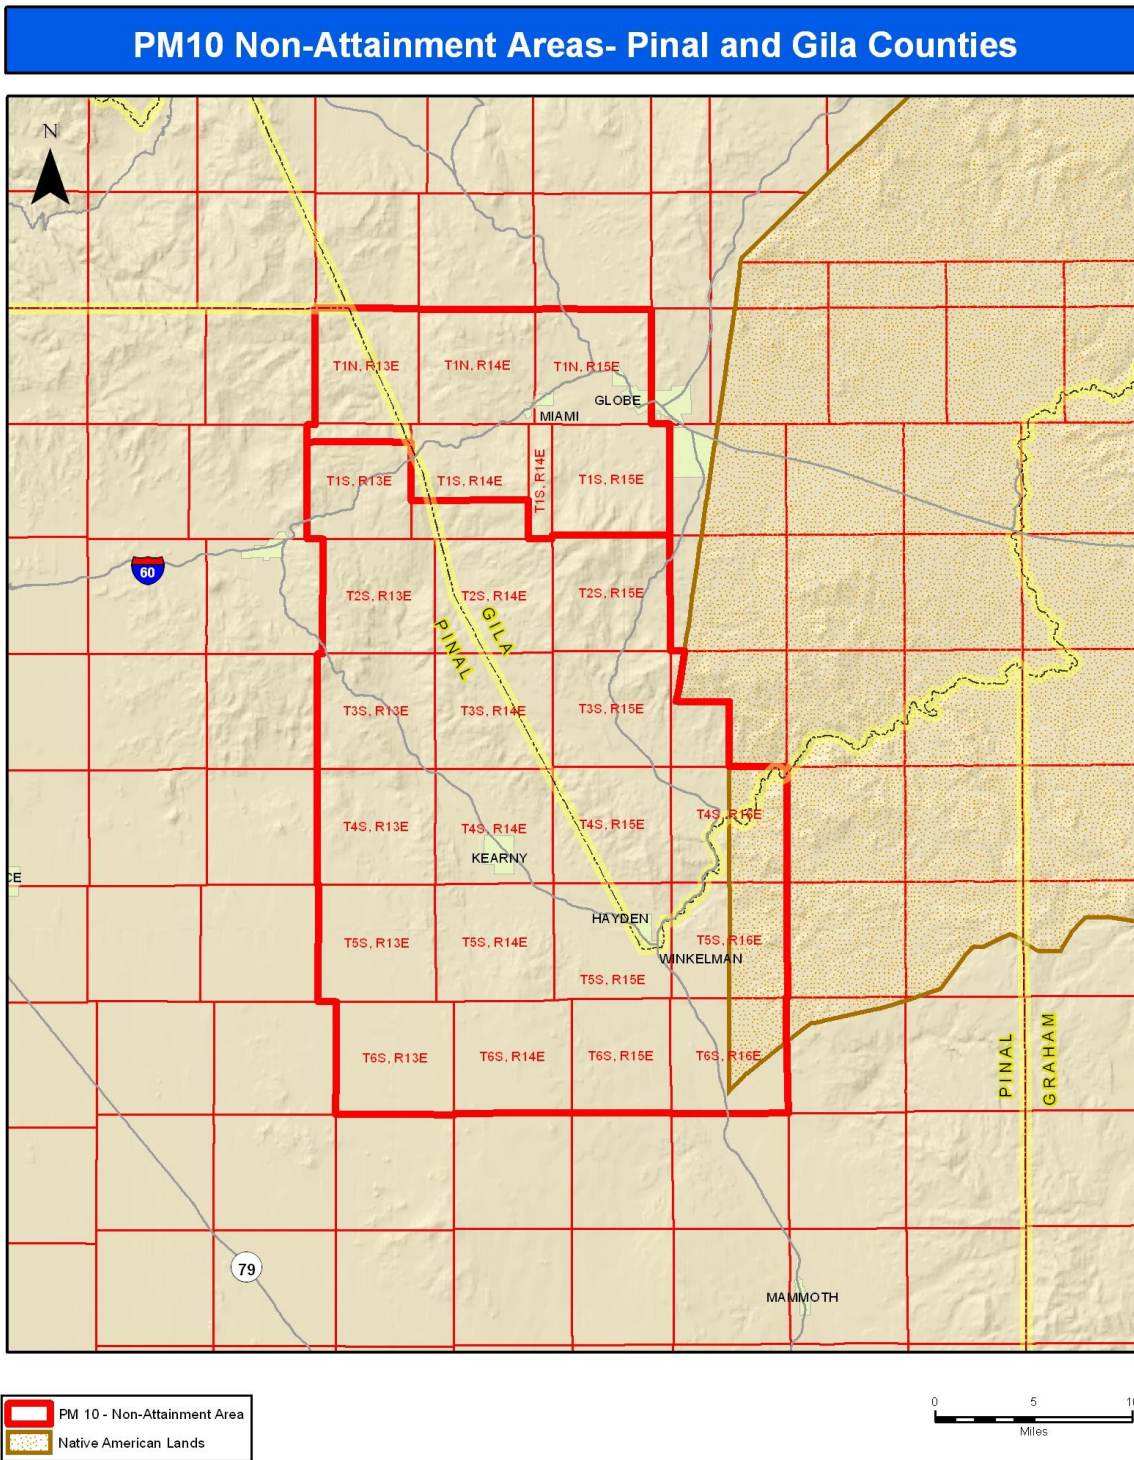 PM10 Non-Attainment Areas- Pinal and Gila Counties
N
T1N, R13E
T1N, R14E
T1N, R15E
GLOBE
MIAMI
T1S, R13E
T1S, R14E
T1S, R14E
T1S, R15E
60
T2S, R13E
T2S, R14E
T2S, R15E
GILA
PINAL
T3S, R13E
T3S, R14E
T3S, R15E
T4S, R13E
T4S, R14E
T4S, R15E
T4S, R16E
KEARNY
CE
HAYDEN
T5S, R13E
T5S, R14E
T5S, R16E
WINKELMAN
T5S, R15E
T6S, R13E
T6S, R14E
T6S, R15E
T6S, R16E
PINAL
GRAHAM
79
MAMMOTH
PM 10 - Non-Attainment Area
Native American Lands
0 5 10
Miles